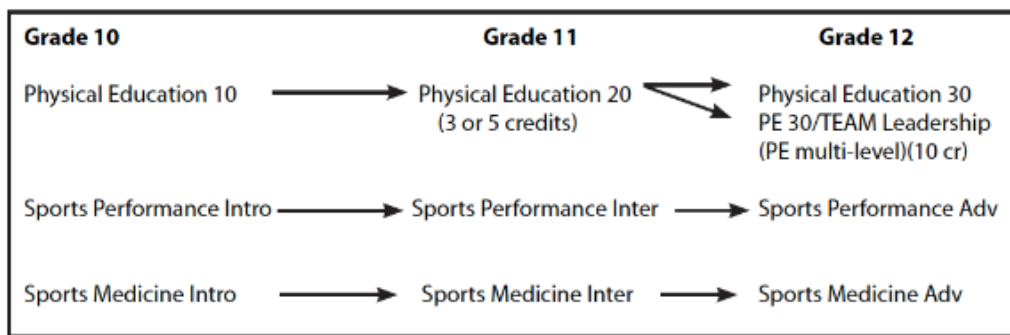 Grade 10 Grade 11 Grade 12
Physical Education 10 Physical Education 20 Physical Education 30
(3 or 5 credits) PE 30/TEAM Leadership
(PE multi-level)(10 cr)
Sports Performance Intro Sports Performance Inter Sports Performance Adv
Sports Medicine Intro Sports Medicine Inter Sports Medicine Adv